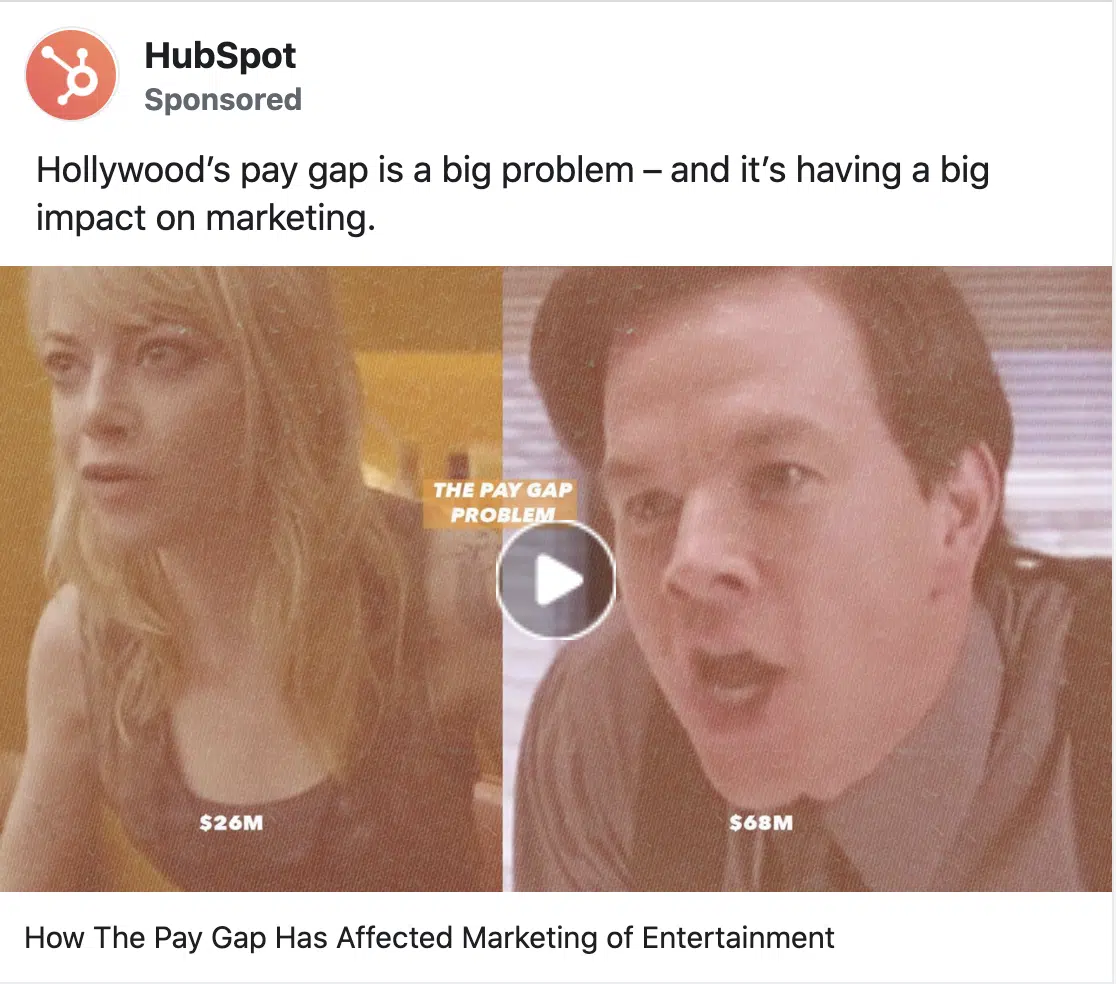 HubSpot
Sponsored
Hollywood’s pay gap is a big problem – and it’s having a big
impact on marketing.
THE PAY GAP
PROBLEM
$26M
$68M
How The Pay Gap Has Affected Marketing of Entertainment